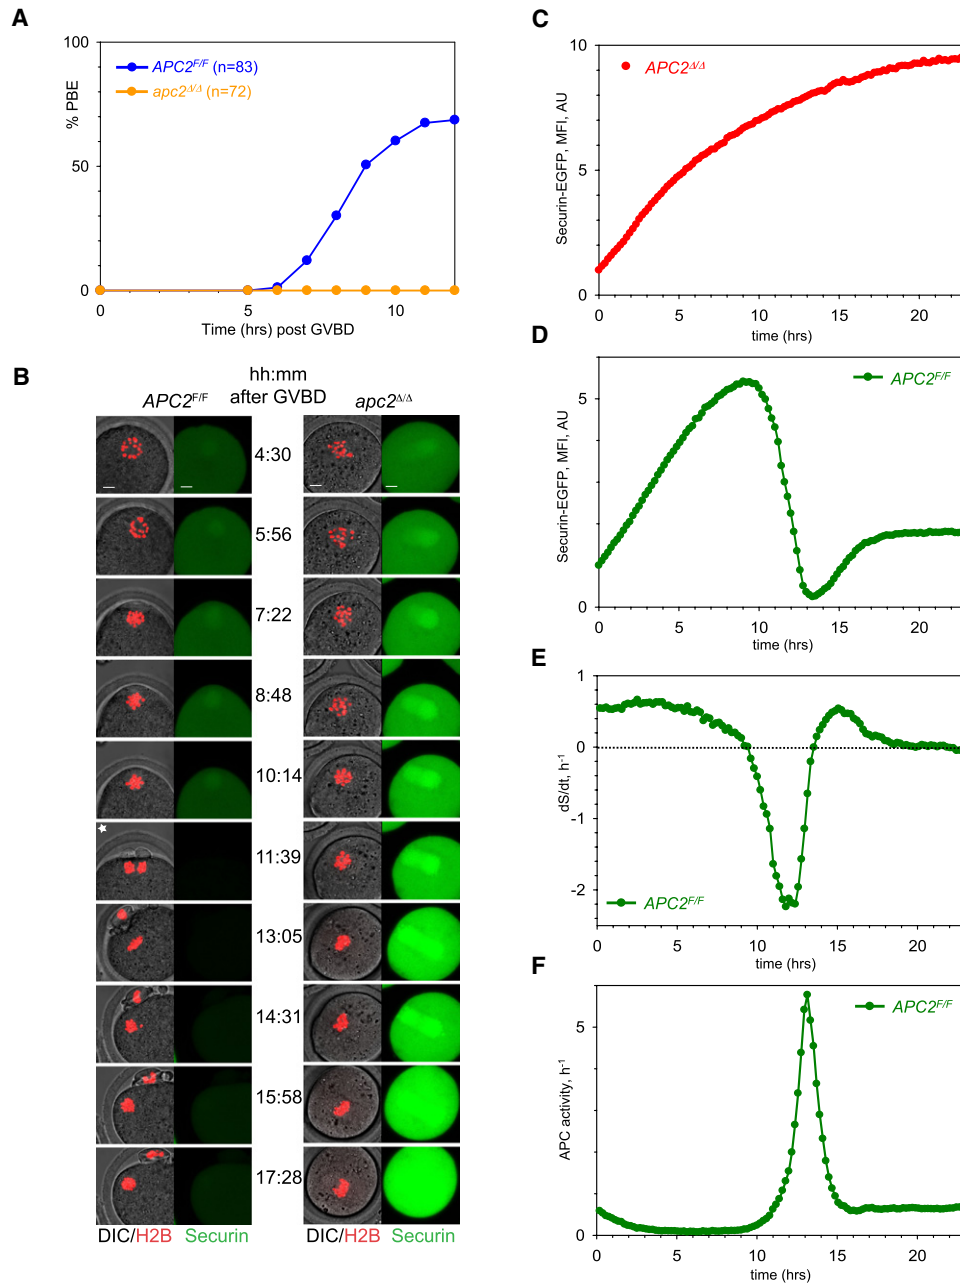 A
100
APC2F/F (n=83)
apc2Δ/Δ (n=72)
% PBE
50
0
0
5
10
Time (hrs) post GVBD
B
hh:mm
after GVBD
APC2F/F
apc2Δ/Δ
4:30
5:56
7:22
8:48
10:14
11:39
13:05
14:31
15:58
17:28
DIC/H2B Securin
DIC/H2B Securin
C
10
APC2Δ/Δ
Securin-EGFP, MFI, AU
5
0
0
5
10
15
20
time (hrs)
D
APC2F/F
5
Securin-EGFP, MFI, AU
2
0
0
5
10
15
20
time (hrs)
E
1
0
dS/dt, h-1
-1
-2
APC2F/F
0
5
10
15
20
time (hrs)
F
APC2F/F
5
APC activity, h-1
2
0
0
5
10
15
20
time (hrs)